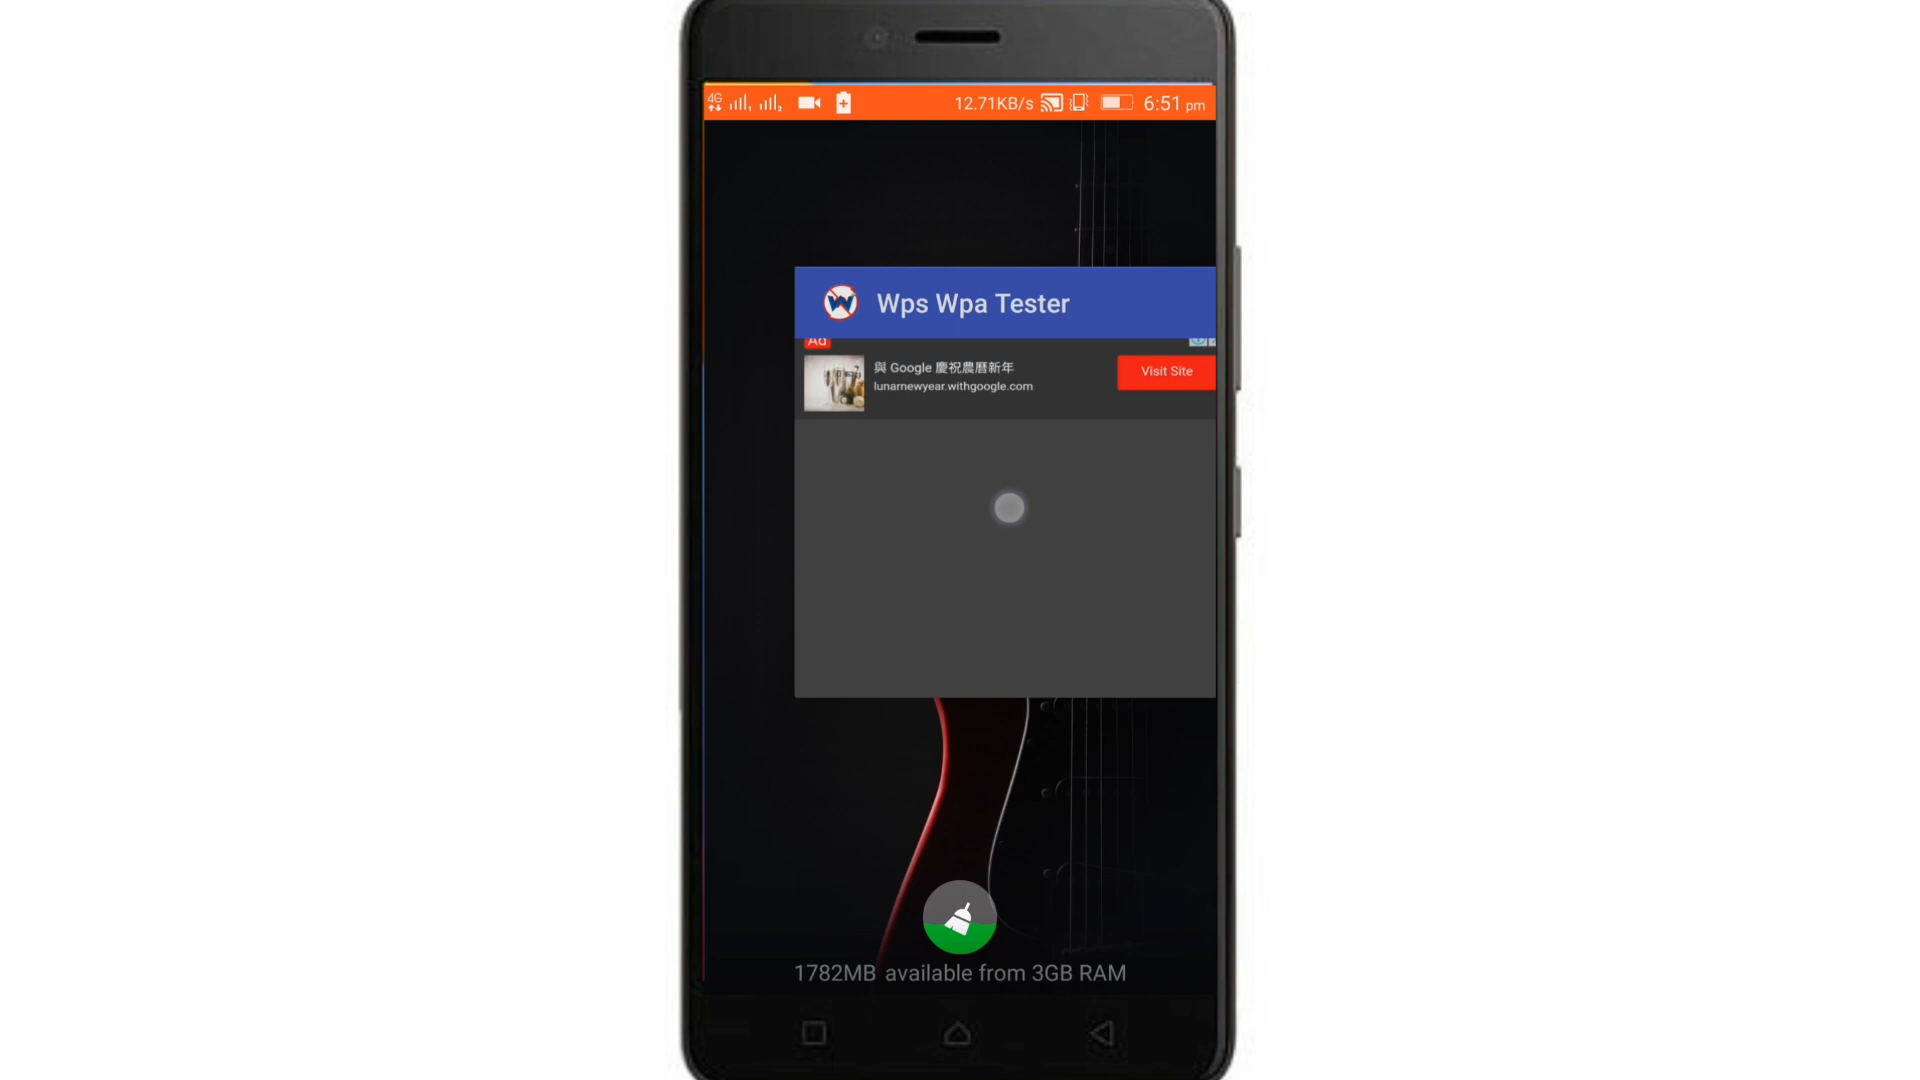 4G 12.71KB/s 6:51 pm
Wps Wpa Tester
Ad
與 Google 慶祝農曆新年
lunarnewyear.withgoogle.com
Visit Site
1782MB available from 3GB RAM